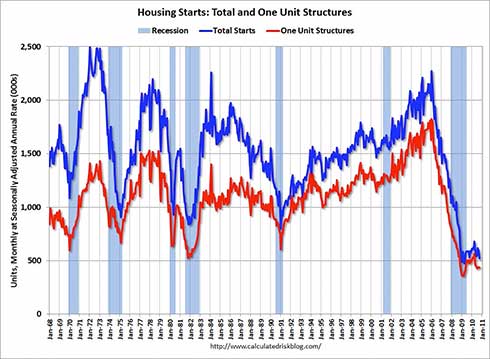 Housing Starts: Total and One Unit Structures
Recession Total Starts One Unit Structures
Units, Monthly at Seasonally Adjusted Annual Rate (000s)
2,500
2,000
1,500
1,000
500
0
Jan-68 Jan-69 Jan-70 Jan-71 Jan-72 Jan-73 Jan-74 Jan-75 Jan-76 Jan-77 Jan-78 Jan-79 Jan-80 Jan-81 Jan-82 Jan-83 Jan-84 Jan-85 Jan-86 Jan-87 Jan-88 Jan-89 Jan-90 Jan-91 Jan-92 Jan-93 Jan-94 Jan-95 Jan-96 Jan-97 Jan-98 Jan-99 Jan-00 Jan-01 Jan-02 Jan-03 Jan-04 Jan-05 Jan-06 Jan-07 Jan-08 Jan-09 Jan-10 Jan-11
http://www.calculatedriskblog.com/